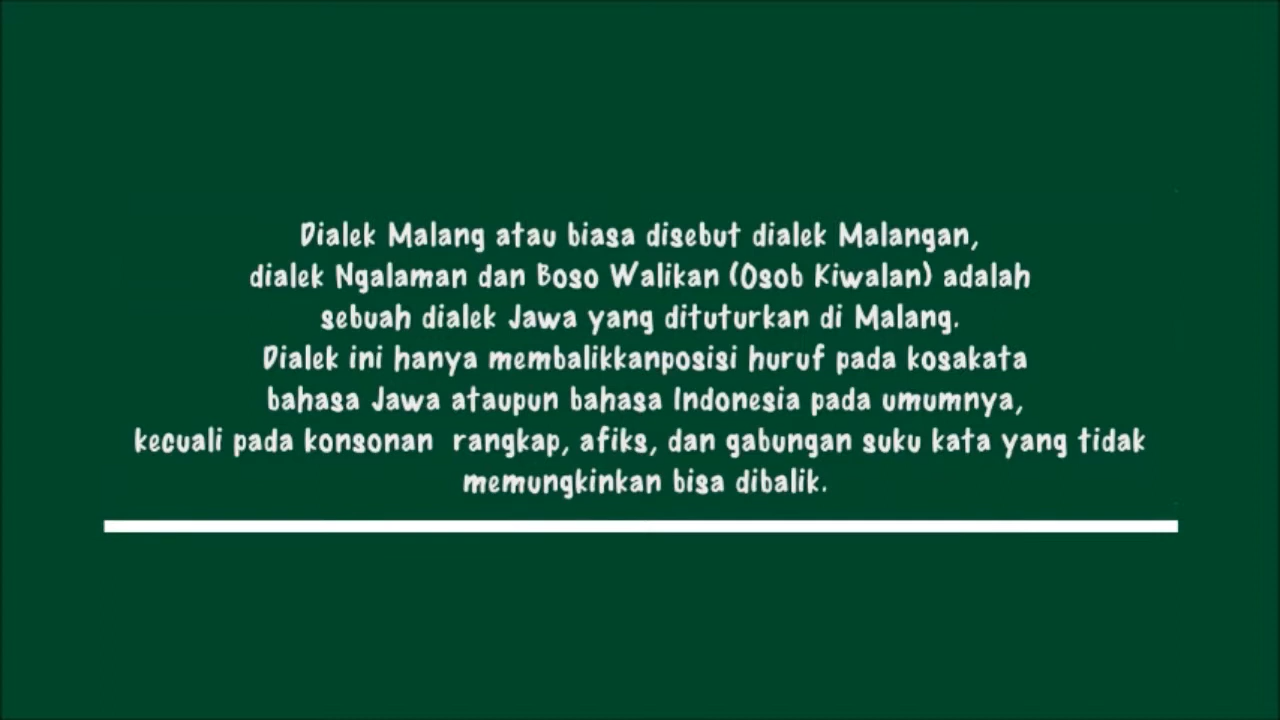 Dialek Malang atau biasa disebut dialek Malangan,
dialek Ngalaman dan Boso Walikan (Osob Kiwalan) adalah
sebuah dialek Jawa yang dituturkan di Malang.
Dialek ini hanya membalikkanposisi huruf pada kosakata
bahasa Jawa ataupun bahasa Indonesia pada umumnya,
kecuali pada konsonan  rangkap, afiks, dan gabungan suku kata yang tidak
memungkinkan bisa dibalik.